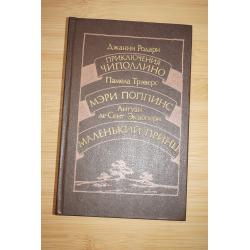 Джанни Родари
ПРИКЛЮЧЕНИЯ
ЧИПОЛЛИНО
Памела Трэверс
МЭРИ ПОППИНС
Антуан
де Сент-Экзюпери
МАЛЕНЬКИЙ ПРИНЦ